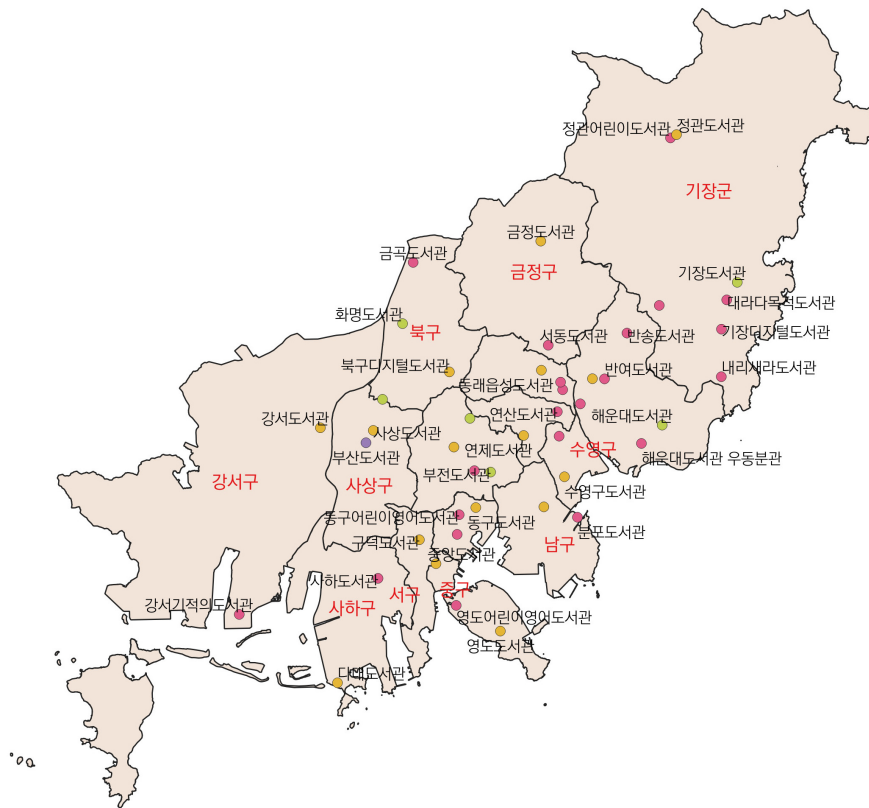 정관도서관
정관어린이도서관
기장군
금정도서관
금곡도서관
금정구
기장도서관
대라다목적도서관
화명도서관
북구
서동도서관
반송도서관
기장디지털도서관
북구디지털도서관
동래읍성도서관
반여도서관
내리새라도서관
강서도서관
연산도서관
해운대도서관
사상도서관
부산도서관
연제도서관
수영구
해운대도서관 우동분관
강서구
사상구
부전도서관
수영구도서관
동구어린이영어도서관
동구도서관
분포도서관
구덕도서관
남구
중앙도서관
사하도서관
서구
중구
강서기적의도서관
사하구
영도어린이영어도서관
영도도서관
다대도서관